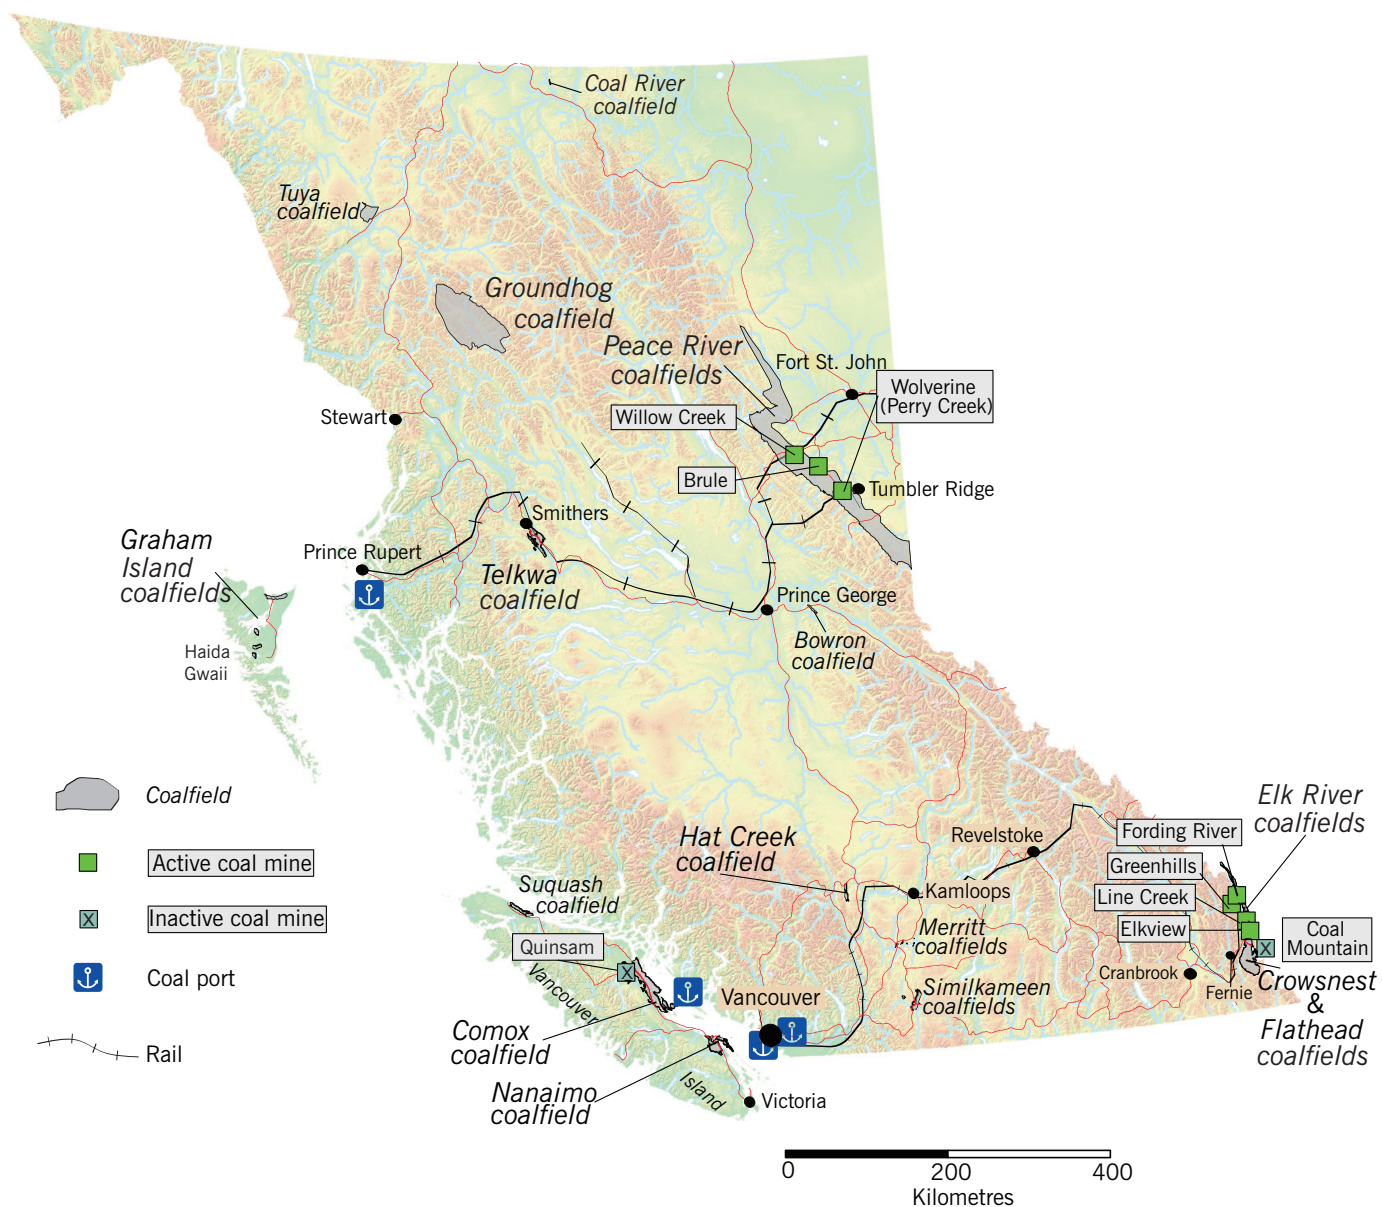 Coal River
coalfield
Tuya
coalfield
Groundhog
coalfield
Peace River
coalfields
Fort St. John
Wolverine
(Perry Creek)
Willow Creek
Stewart
Brule
Tumbler Ridge
Smithers
Graham
Island
coalfields
Prince Rupert
Telkwa
coalfield
Prince George
Bowron
coalfield
Haida
Gwaii
Coalfield
Active coal mine
X
Inactive coal mine
Coal port
Rail
Elk River
coalfields
Fording River
Revelstoke
Hat Creek
coalfield
Greenhills
Kamloops
Line Creek
Suquash
coalfield
Merritt
coalfields
Elkview
Coal
Mountain
X
Quinsam
X
Cranbrook
Fernie
Crowsnest
&
Flathead
coalfields
Similkameen
coalfields
Vancouver
Vancouver
Island
Comox
coalfield
Nanaimo
coalfield
Victoria
0 200 400
Kilometres